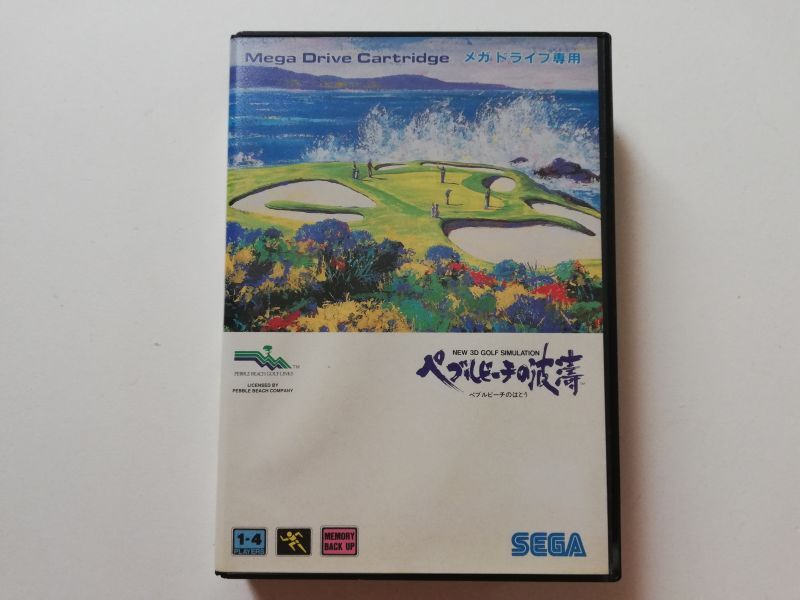 Mega Drive Cartridge メガドライブ専用
NEW 3D GOLF SIMULATION
ペブルビーチの波濤
TM
ペブルビーチのはとう
TM
PEBBLE BEACH GOLF LINKS
LICENSED BY
PEBBLE BEACH COMPANY
1-4
PLAYERS
MEMORY
BACK UP
SEGA